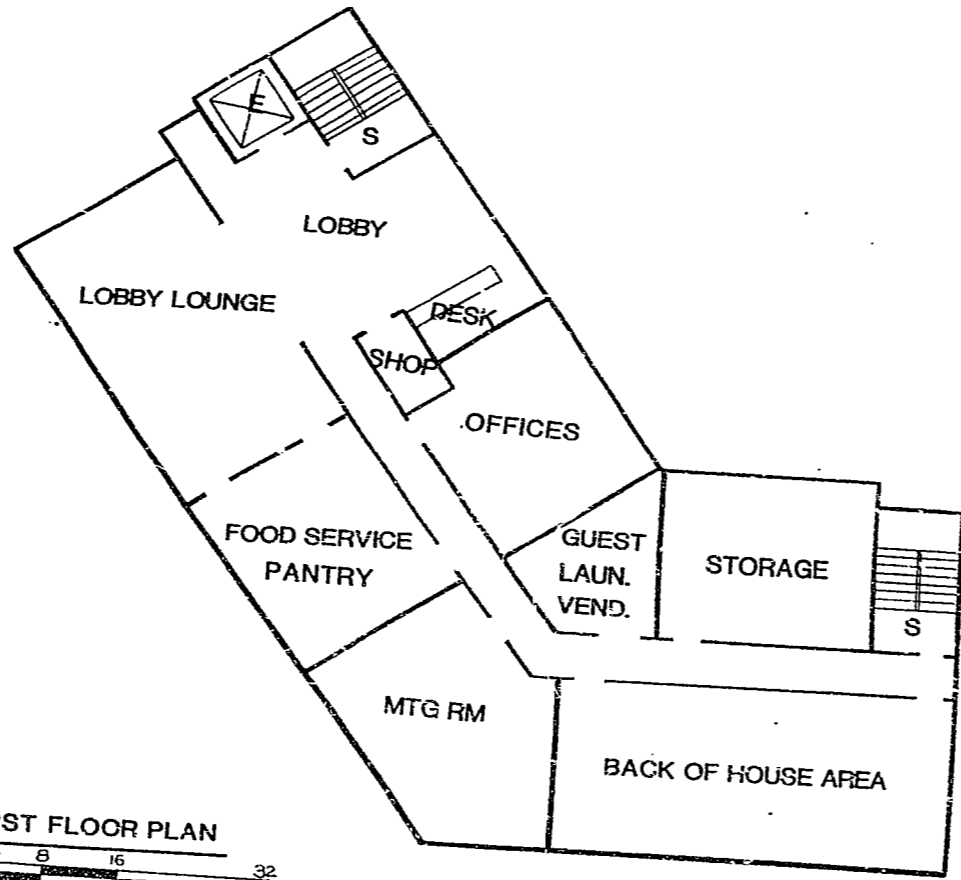 E
S
LOBBY
LOBBY LOUNGE
DESK
SHOP
OFFICES
FOOD SERVICE
PANTRY
GUEST
LAUN.
VEND.
STORAGE
S
MTG RM
BACK OF HOUSE AREA
ST FLOOR PLAN
8 16 32